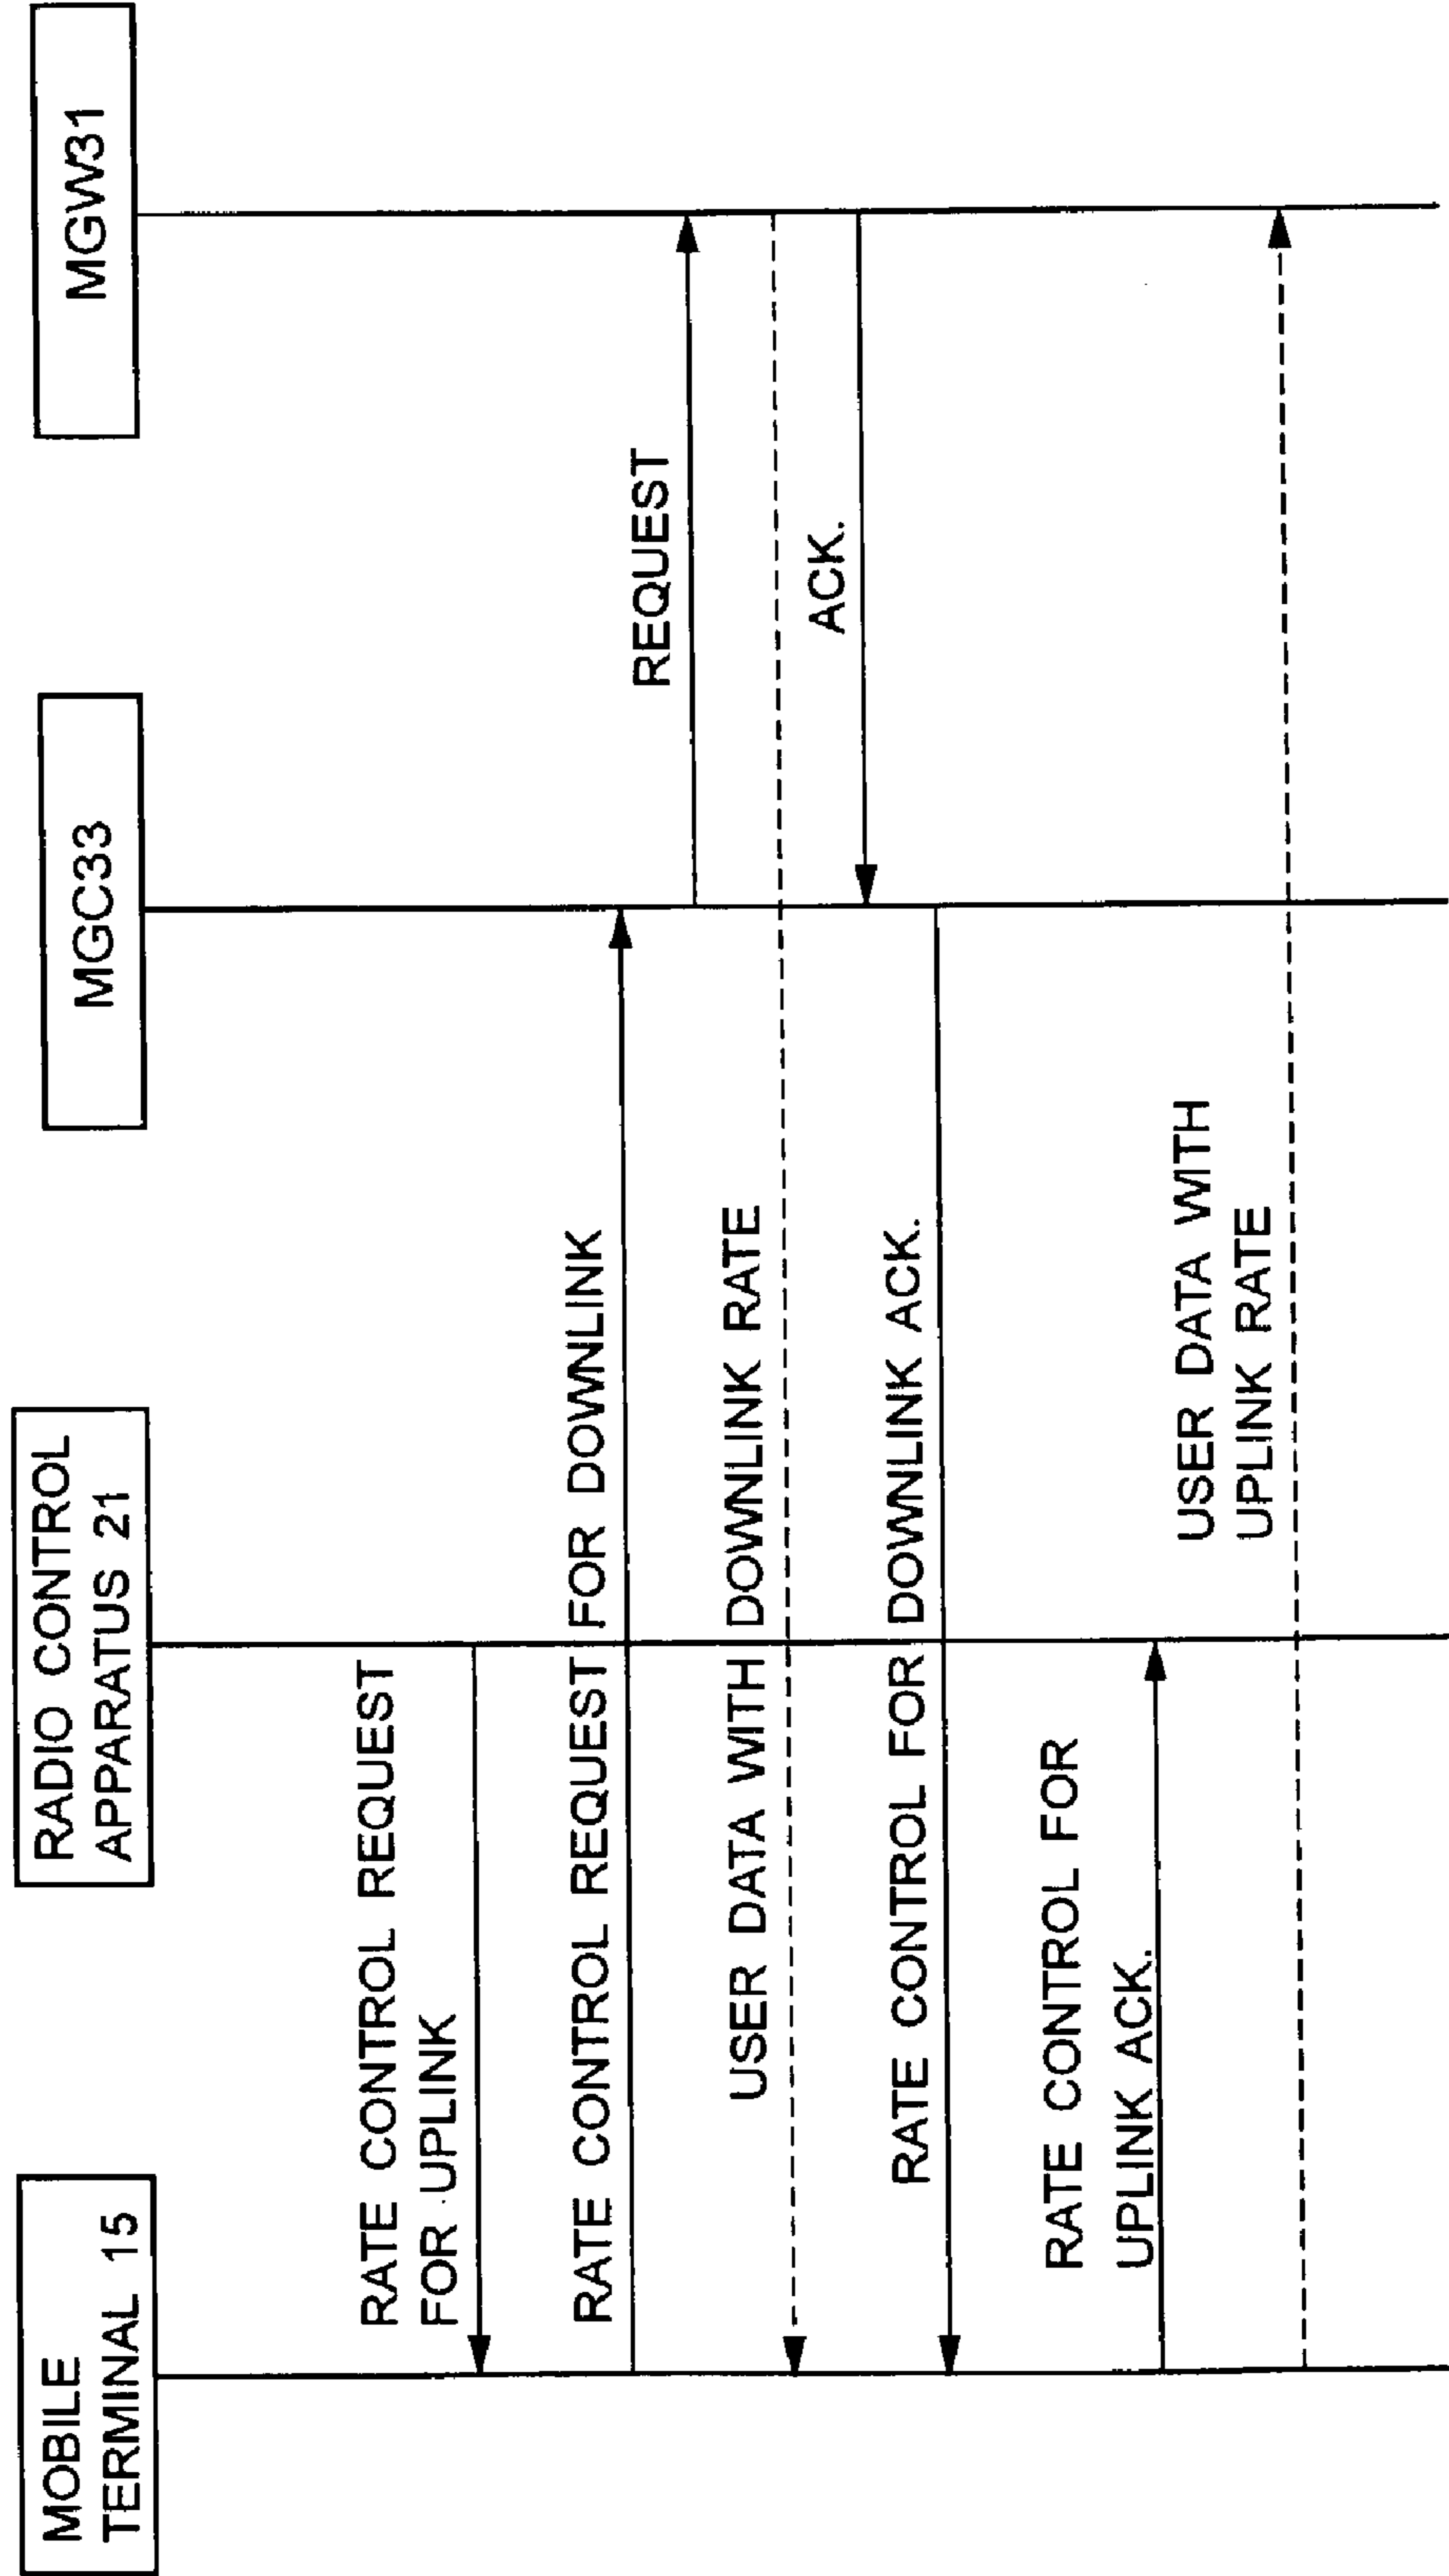 MOBILE
TERMINAL 15
RADIO CONTROL
APPARATUS 21
MGC33
MGW31
RATE CONTROL REQUEST
FOR UPLINK
RATE CONTROL REQUEST FOR DOWNLINK
REQUEST
USER DATA WITH DOWNLINK RATE
ACK.
RATE CONTROL FOR DOWNLINK ACK.
RATE CONTROL FOR
UPLINK ACK.
USER DATA WITH
UPLINK RATE